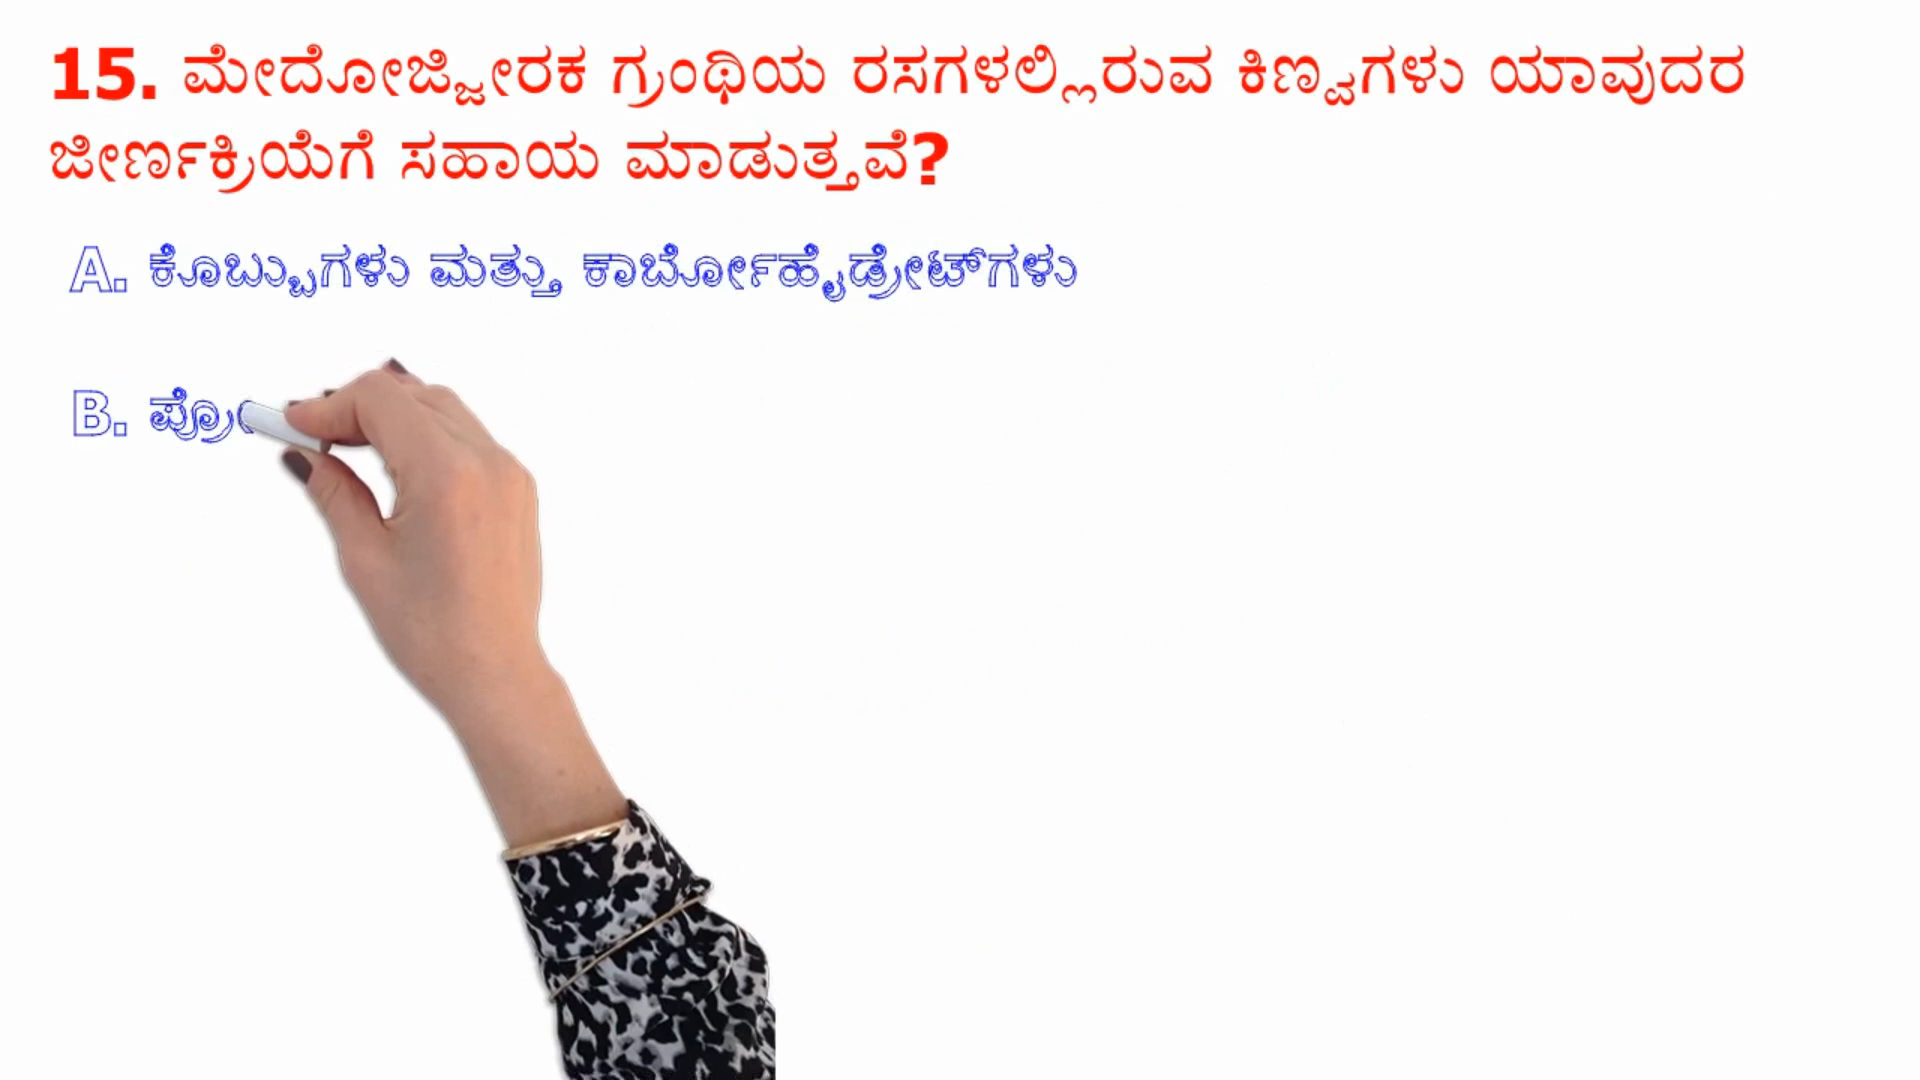 15. ಮೇದೋಜ್ಜೀರಕ ಗ್ರಂಥಿಯ ರಸಗಳಲ್ಲಿರುವ ಕಿಣ್ವಗಳು ಯಾವುದರ
ಜೀರ್ಣಕ್ರಿಯೆಗೆ ಸಹಾಯ ಮಾಡುತ್ತವೆ?
A. ಕೊಬ್ಬುಗಳು ಮತ್ತು ಕಾರ್ಬೋಹೈಡ್ರೇಟ್‌ಗಳು
B.